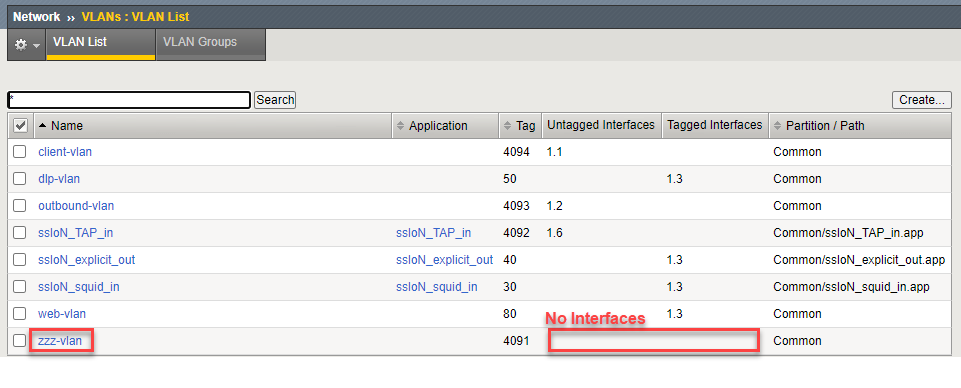 Network ›› VLANs : VLAN List
VLAN List VLAN Groups
* Search Create...
Name Application Tag Untagged Interfaces Tagged Interfaces Partition / Path
client-vlan 4094 1.1 Common
dlp-vlan 50 1.3 Common
outbound-vlan 4093 1.2 Common
ssloN_TAP_in ssloN_TAP_in 4092 1.6 Common/ssloN_TAP_in.app
ssloN_explicit_out ssloN_explicit_out 40 1.3 Common/ssloN_explicit_out.app
ssloN_squid_in ssloN_squid_in 30 1.3 Common/ssloN_squid_in.app
web-vlan 80 1.3 Common
No Interfaces
zzz-vlan 4091 Common